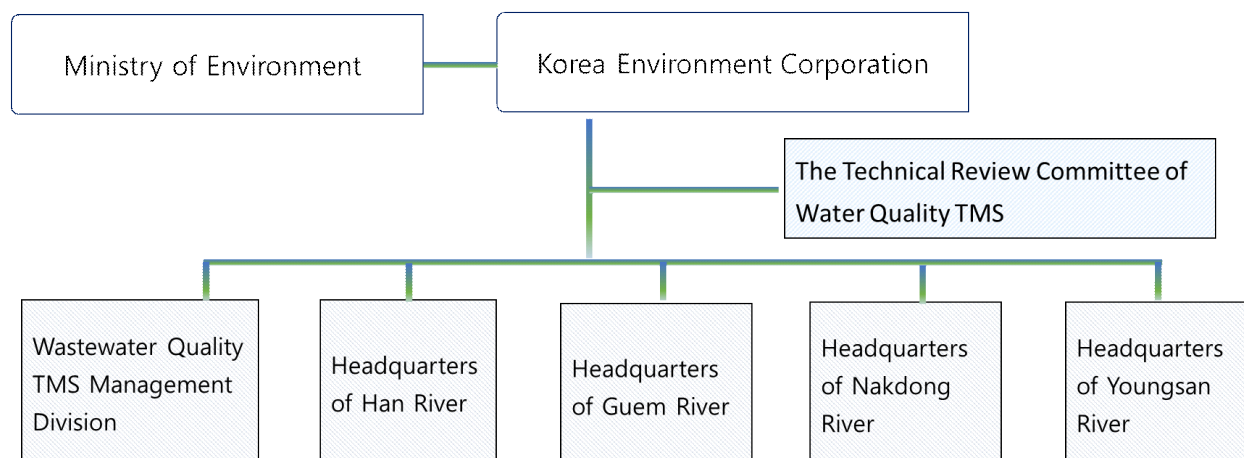 Ministry of Environment
Korea Environment Corporation
The Technical Review Committee of
Water Quality TMS
Wastewater Quality
TMS Management
Division
Headquarters
of Han River
Headquarters
of Guem River
Headquarters
of Nakdong
River
Headquarters
of Youngsan
River